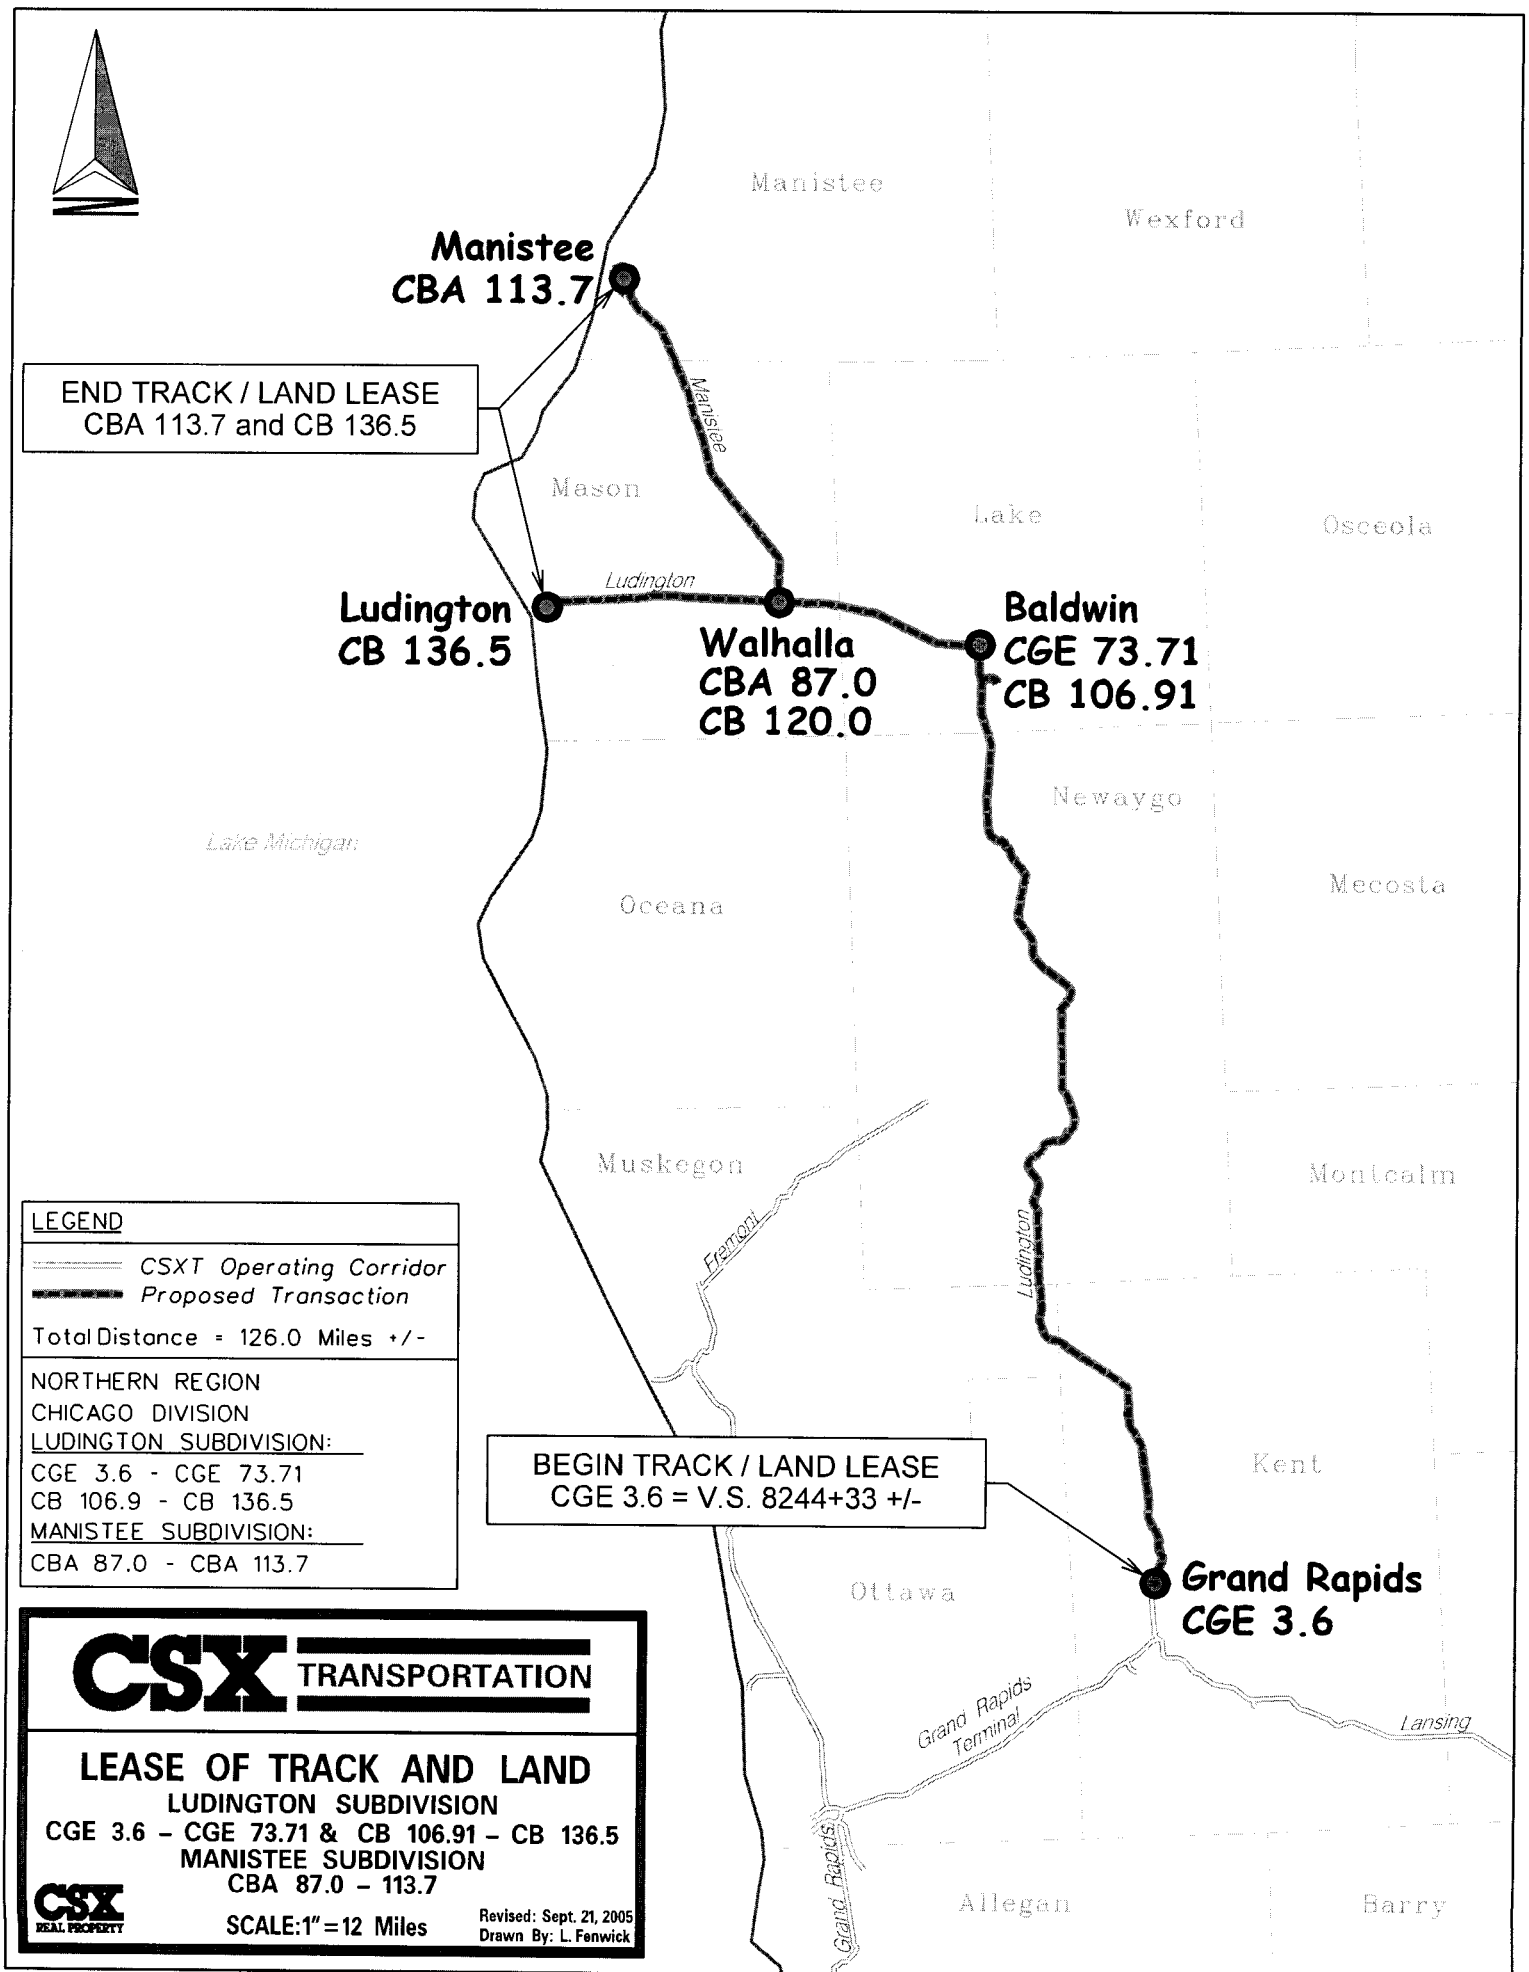 Manistee
Wexford
Manistee
CBA 113.7
END TRACK / LAND LEASE
CBA 113.7 and CB 136.5
Manistee
Mason
Lake
Osceola
Ludington
Ludington
CB 136.5
Walhalla
CBA 87.0
CB 120.0
Baldwin
CGE 73.71
CB 106.91
Newaygo
Lake Michigan
Mecosta
Oceana
Muskegon
Montcalm
Fremont
Ludington
LEGEND
CSXT Operating Corridor
Proposed Transaction
Total Distance = 126.0 Miles +/-
NORTHERN REGION
CHICAGO DIVISION
LUDINGTON SUBDIVISION:
CGE 3.6 - CGE 73.71
CB 106.9 - CB 136.5
MANISTEE SUBDIVISION:
CBA 87.0 - CBA 113.7
BEGIN TRACK / LAND LEASE
CGE 3.6 = V.S. 8244+33 +/-
Kent
Ottawa
Grand Rapids
CGE 3.6
Grand Rapids
Terminal
Lansing
Grand Rapids
Allegan
Barry
CSX TRANSPORTATION
LEASE OF TRACK AND LAND
LUDINGTON SUBDIVISION
CGE 3.6 – CGE 73.71 & CB 106.91 – CB 136.5
MANISTEE SUBDIVISION
CBA 87.0 – 113.7
CSX
REAL PROPERTY
SCALE:1"=12 Miles
Revised: Sept. 21, 2005
Drawn By: L. Fenwick